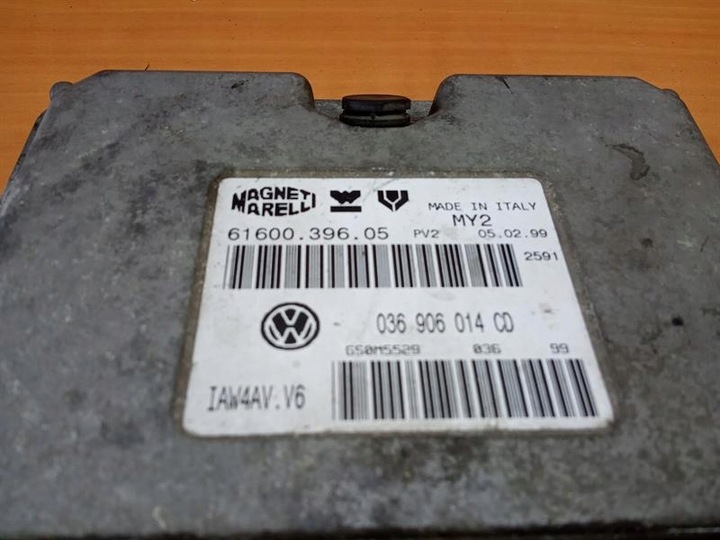 MAGNETI MARELLI
MADE IN ITALY
MY2
61600.396.05 PV2 05.02.99
2591
036 906 014 CD
6S0M5529 036 99
IAW4AV.V6